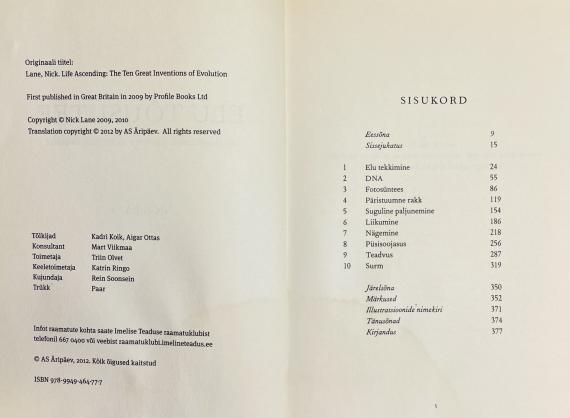 Originaali tiitel:
Lane, Nick. Life Ascending: The Ten Great Inventions of Evolution
First published in Great Britain in 2009 by Profile Books Ltd
Copyright © Nick Lane 2009, 2010
Translation copyright © 2012 by AS Äripäev. All rights reserved
Tõlkijad Kadri Koik, Aigar Ottas
Konsultant Mart Viikmaa
Toimetaja Triin Olvet
Keeletoimetaja Katrin Ringo
Kujundaja Rein Soonsein
Trükk Paar
Infot raamatute kohta saate Imelise Teaduse raamatuklubist
telefonil 667 0400 või veebist raamatuklubi.imelineteadus.ee
© AS Äripäev, 2012. Kõik õigused kaitstud
ISBN 978-9949-464-77-7
SISUKORD
Eessõna 9
Sissejuhatus 15
1 Elu tekkimine 24
2 DNA 55
3 Fotosüntees 86
4 Päristuumne rakk 119
5 Suguline paljunemine 154
6 Liikumine 186
7 Nägemine 218
8 Püsisoojasus 256
9 Teadvus 287
10 Surm 319
Järelsõna 350
Märkused 352
Illustratsioonide nimekiri 371
Tänusõnad 374
Kirjandus 377